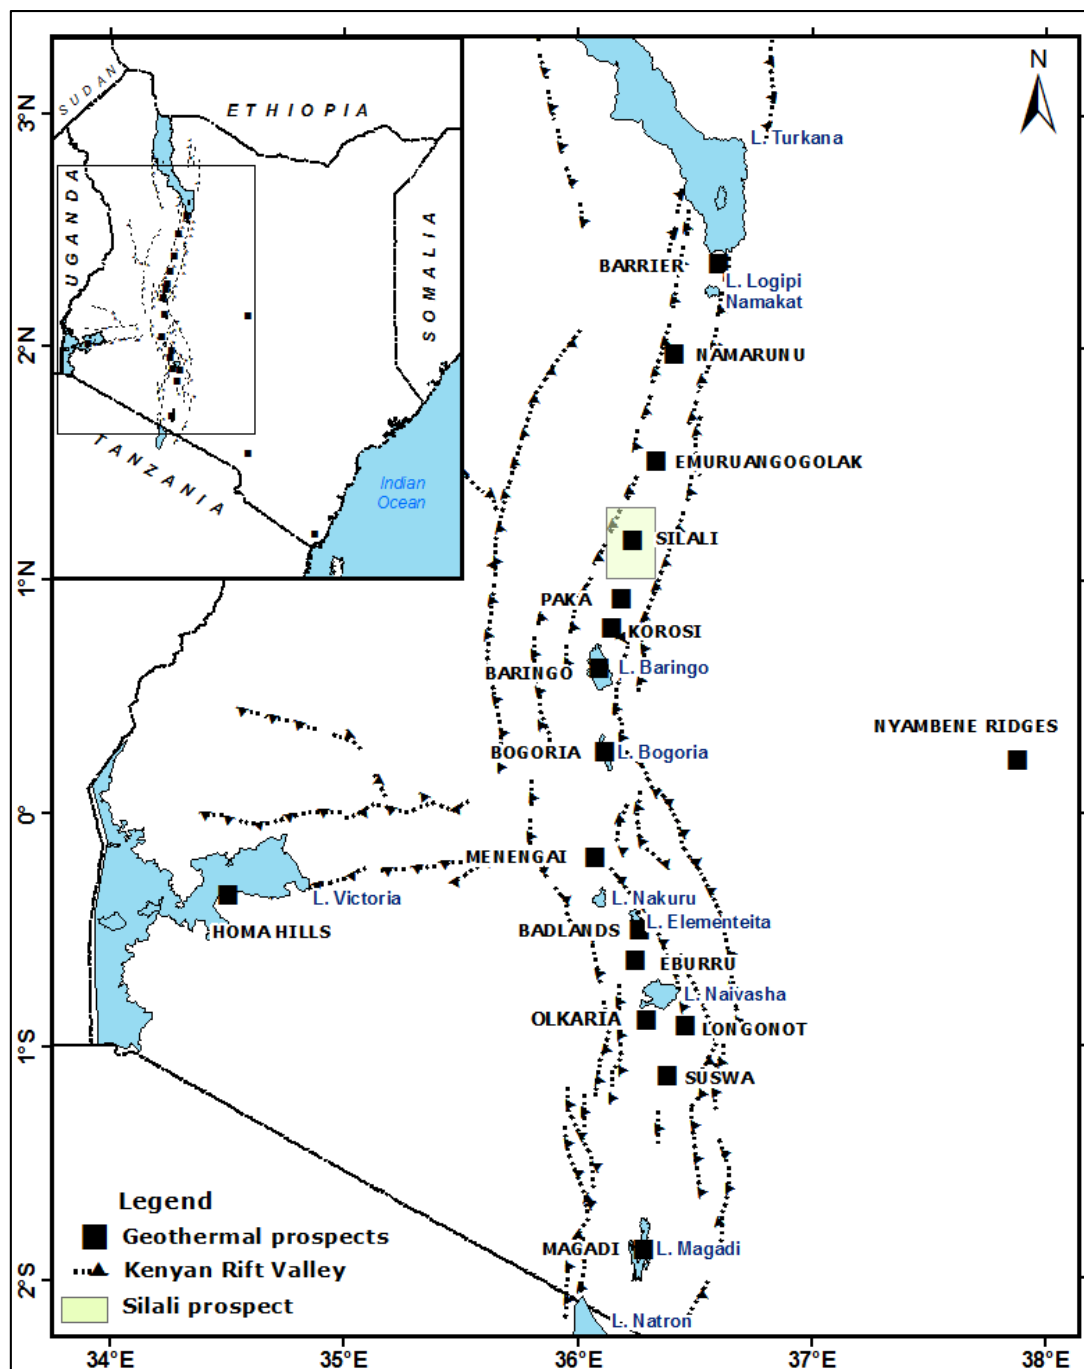 SUDAN
ETHIOPIA
UGANDA
SOMALIA
TANZANIA
Indian
Ocean
N
L. Turkana
BARRIER
L. Logipi
Namakat
NAMARUNU
EMURUANGOGOLAK
SILALI
PAKA
KOROSI
BARINGO
L. Baringo
NYAMBENE RIDGES
BOGORIA
L. Bogoria
MENENGAI
L. Victoria
L. Nakuru
HOMA HILLS
BADLANDS
L. Elementeita
EBURRU
L. Naivasha
OLKARIA
LONGONOT
SUSWA
MAGADI
L. Magadi
L. Natron
Legend
Geothermal prospects
Kenyan Rift Valley
Silali prospect
3°N
2°N
1°N
0°
1°S
2°S
34°E
35°E
36°E
37°E
38°E